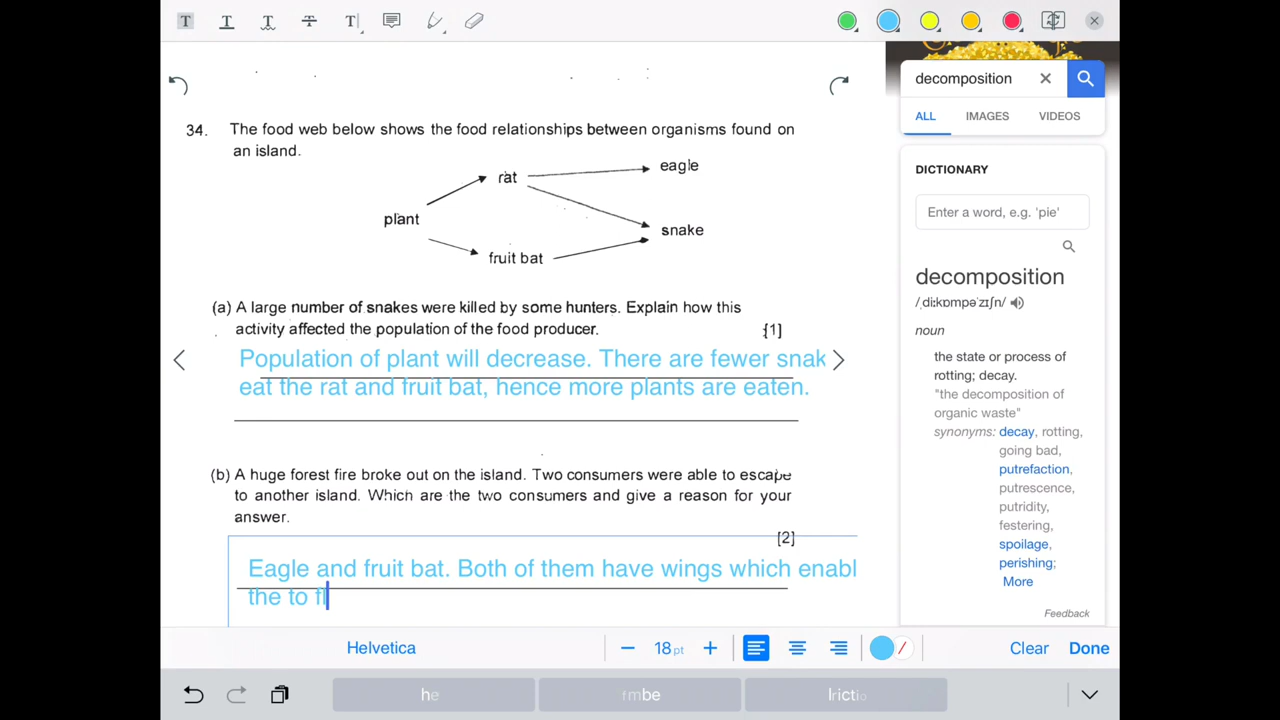 T T T T T
decomposition
ALL IMAGES VIDEOS
34. The food web below shows the food relationships between organisms found on
an island.
rat
eagle
plant
snake
fruit bat
(a) A large number of snakes were killed by some hunters. Explain how this
activity affected the population of the food producer. [1]
Population of plant will decrease. There are fewer snak
eat the rat and fruit bat, hence more plants are eaten.
(b) A huge forest fire broke out on the island. Two consumers were able to escape
to another island. Which are the two consumers and give a reason for your
answer.
[2]
Eagle and fruit bat. Both of them have wings which enabl
the to fl
DICTIONARY
Enter a word, e.g. 'pie'
decomposition
/ˌdiːkɒmpəˈzɪʃn/
noun
the state or process of
rotting; decay.
"the decomposition of
organic waste"
synonyms: decay, rotting,
going bad,
putrefaction,
putrescence,
putridity,
festering,
spoilage,
perishing;
More
Feedback
Helvetica
18 pt
Clear Done
he